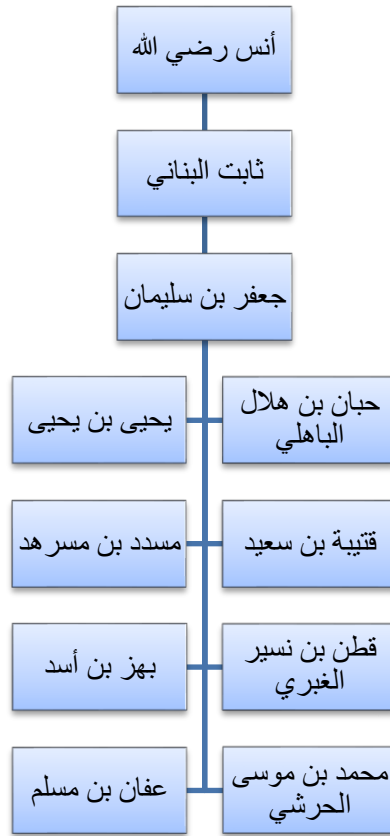 أنس رضي الله
ثابت البناني
جعفر بن سليمان
حبان بن هلال
الباهلي
يحيى بن يحيى
قتيبة بن سعيد
مسدد بن مسرهد
قطن بن نسير
الغبري
بهز بن أسد
محمد بن موسى
الحرشي
عفان بن مسلم